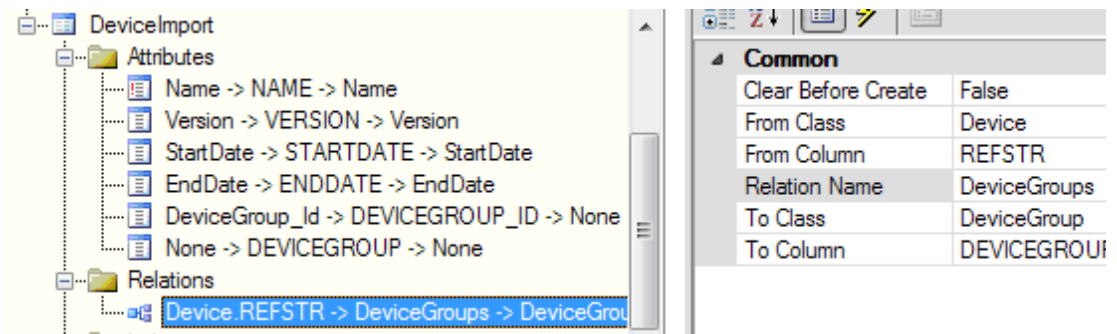 DeviceImport
Attributes
Name -> NAME -> Name
Version -> VERSION -> Version
StartDate -> STARTDATE -> StartDate
EndDate -> ENDDATE -> EndDate
DeviceGroup_Id -> DEVICEGROUP_ID -> None
None -> DEVICEGROUP -> None
Relations
Device.REFSTR -> DeviceGroups -> DeviceGrou
Common
Clear Before Create False
From Class Device
From Column REFSTR
Relation Name DeviceGroups
To Class DeviceGroup
To Column DEVICEGROUP